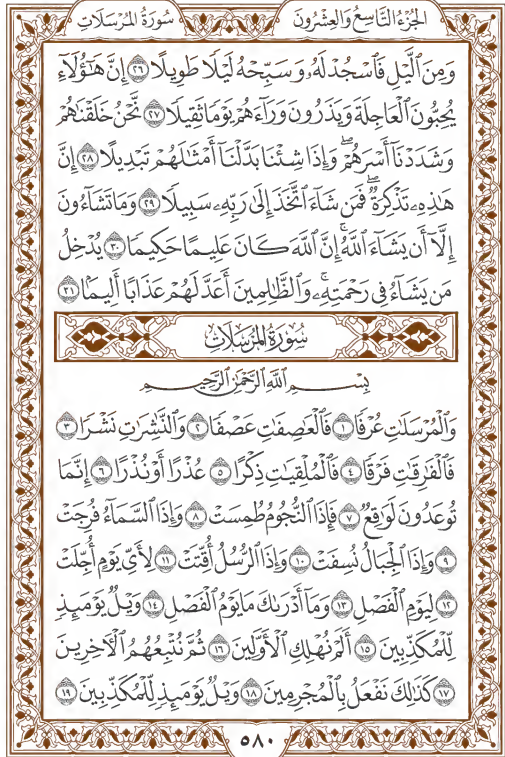 الجزء التاسع والعشرون
سورة المرسلات
وَمِنَ ٱلَّيۡلِ فَٱسۡجُدۡ لَهُۥ وَسَبِّحۡهُ لَيۡلٗا طَوِيلًا ٢٦ إِنَّ هَٰٓؤُلَآءِ
يُحِبُّونَ ٱلۡعَاجِلَةَ وَيَذَرُونَ وَرَآءَهُمۡ يَوۡمٗا ثَقِيلٗا ٢٧ نَّحۡنُ خَلَقۡنَٰهُمۡ
وَشَدَدۡنَآ أَسۡرَهُمۡۖ وَإِذَا شِئۡنَا بَدَّلۡنَآ أَمۡثَٰلَهُمۡ تَبۡدِيلًا ٢٨ إِنَّ
هَٰذِهِۦ تَذۡكِرَةٞۖ فَمَن شَآءَ ٱتَّخَذَ إِلَىٰ رَبِّهِۦ سَبِيلٗا ٢٩ وَمَا تَشَآءُونَ
إِلَّآ أَن يَشَآءَ ٱللَّهُۚ إِنَّ ٱللَّهَ كَانَ عَلِيمًا حَكِيمٗا ٣٠ يُدۡخِلُ
مَن يَشَآءُ فِي رَحۡمَتِهِۦۚ وَٱلظَّٰلِمِينَ أَعَدَّ لَهُمۡ عَذَابًا أَلِيمَۢا ٣١
سورة المرسلات
بِسۡمِ ٱللَّهِ ٱلرَّحۡمَٰنِ ٱلرَّحِيمِ
وَٱلۡمُرۡسَلَٰتِ عُرۡفٗا ١ فَٱلۡعَٰصِفَٰتِ عَصۡفٗا ٢ وَٱلنَّٰشِرَٰتِ نَشۡرٗا ٣
فَٱلۡفَٰرِقَٰتِ فَرۡقٗا ٤ فَٱلۡمُلۡقِيَٰتِ ذِكۡرًا ٥ عُذۡرًا أَوۡ نُذۡرًا ٦ إِنَّمَا
تُوعَدُونَ لَوَٰقِعٞ ٧ فَإِذَا ٱلنُّجُومُ طُمِسَتۡ ٨ وَإِذَا ٱلسَّمَآءُ فُرِجَتۡ
٩ وَإِذَا ٱلۡجِبَالُ نُسِفَتۡ ١٠ وَإِذَا ٱلرُّسُلُ أُقِّتَتۡ ١١ لِأَيِّ يَوۡمٍ أُجِّلَتۡ
١٢ لِيَوۡمِ ٱلۡفَصۡلِ ١٣ وَمَآ أَدۡرَىٰكَ مَا يَوۡمُ ٱلۡفَصۡلِ ١٤ وَيۡلٞ يَوۡمَئِذٖ
لِّلۡمُكَذِّبِينَ ١٥ أَلَمۡ نُهۡلِكِ ٱلۡأَوَّلِينَ ١٦ ثُمَّ نُتۡبِعُهُمُ ٱلۡأٓخِرِينَ
١٧ كَذَٰلِكَ نَفۡعَلُ بِٱلۡمُجۡرِمِينَ ١٨ وَيۡلٞ يَوۡمَئِذٖ لِّلۡمُكَذِّبِينَ ١٩
٥٨٠